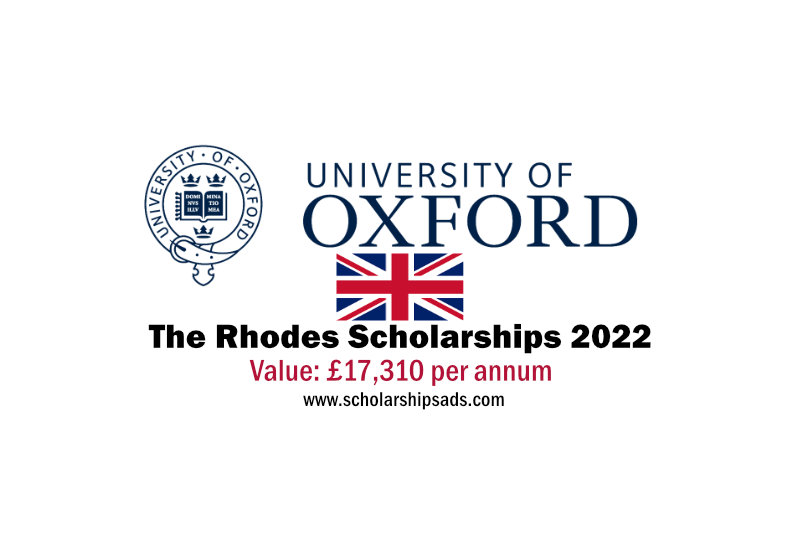 UNIVERSITY · OF · OXFORD
DOMI MINA
NVS TIO
ILLV MEA
UNIVERSITY OF
OXFORD
The Rhodes Scholarships 2022
Value: £17,310 per annum
www.scholarshipsads.com